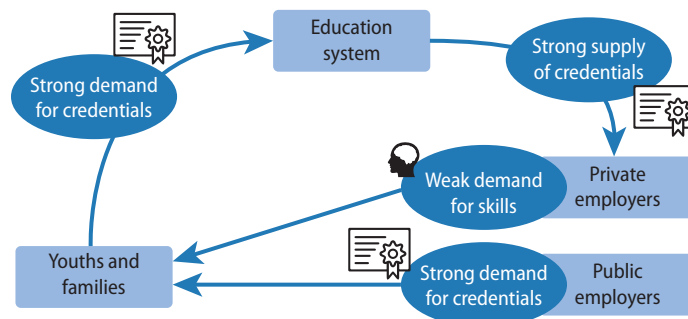 Education
system
Strong supply
of credentials
Strong demand
for credentials
Weak demand
for skills
Private
employers
Youths and
families
Strong demand
for credentials
Public
employers